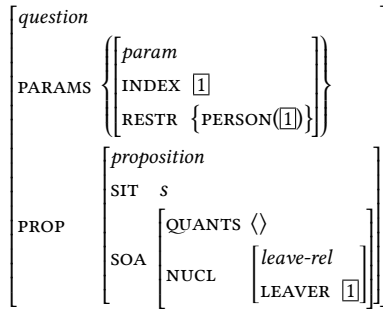 question
PARAMS { [ param
INDEX 1
RESTR {PERSON(1)} ] }
PROP [ proposition
SIT s
SOA [ QUANTS ⟨⟩
NUCL [ leave-rel
LEAVER 1 ] ] ]